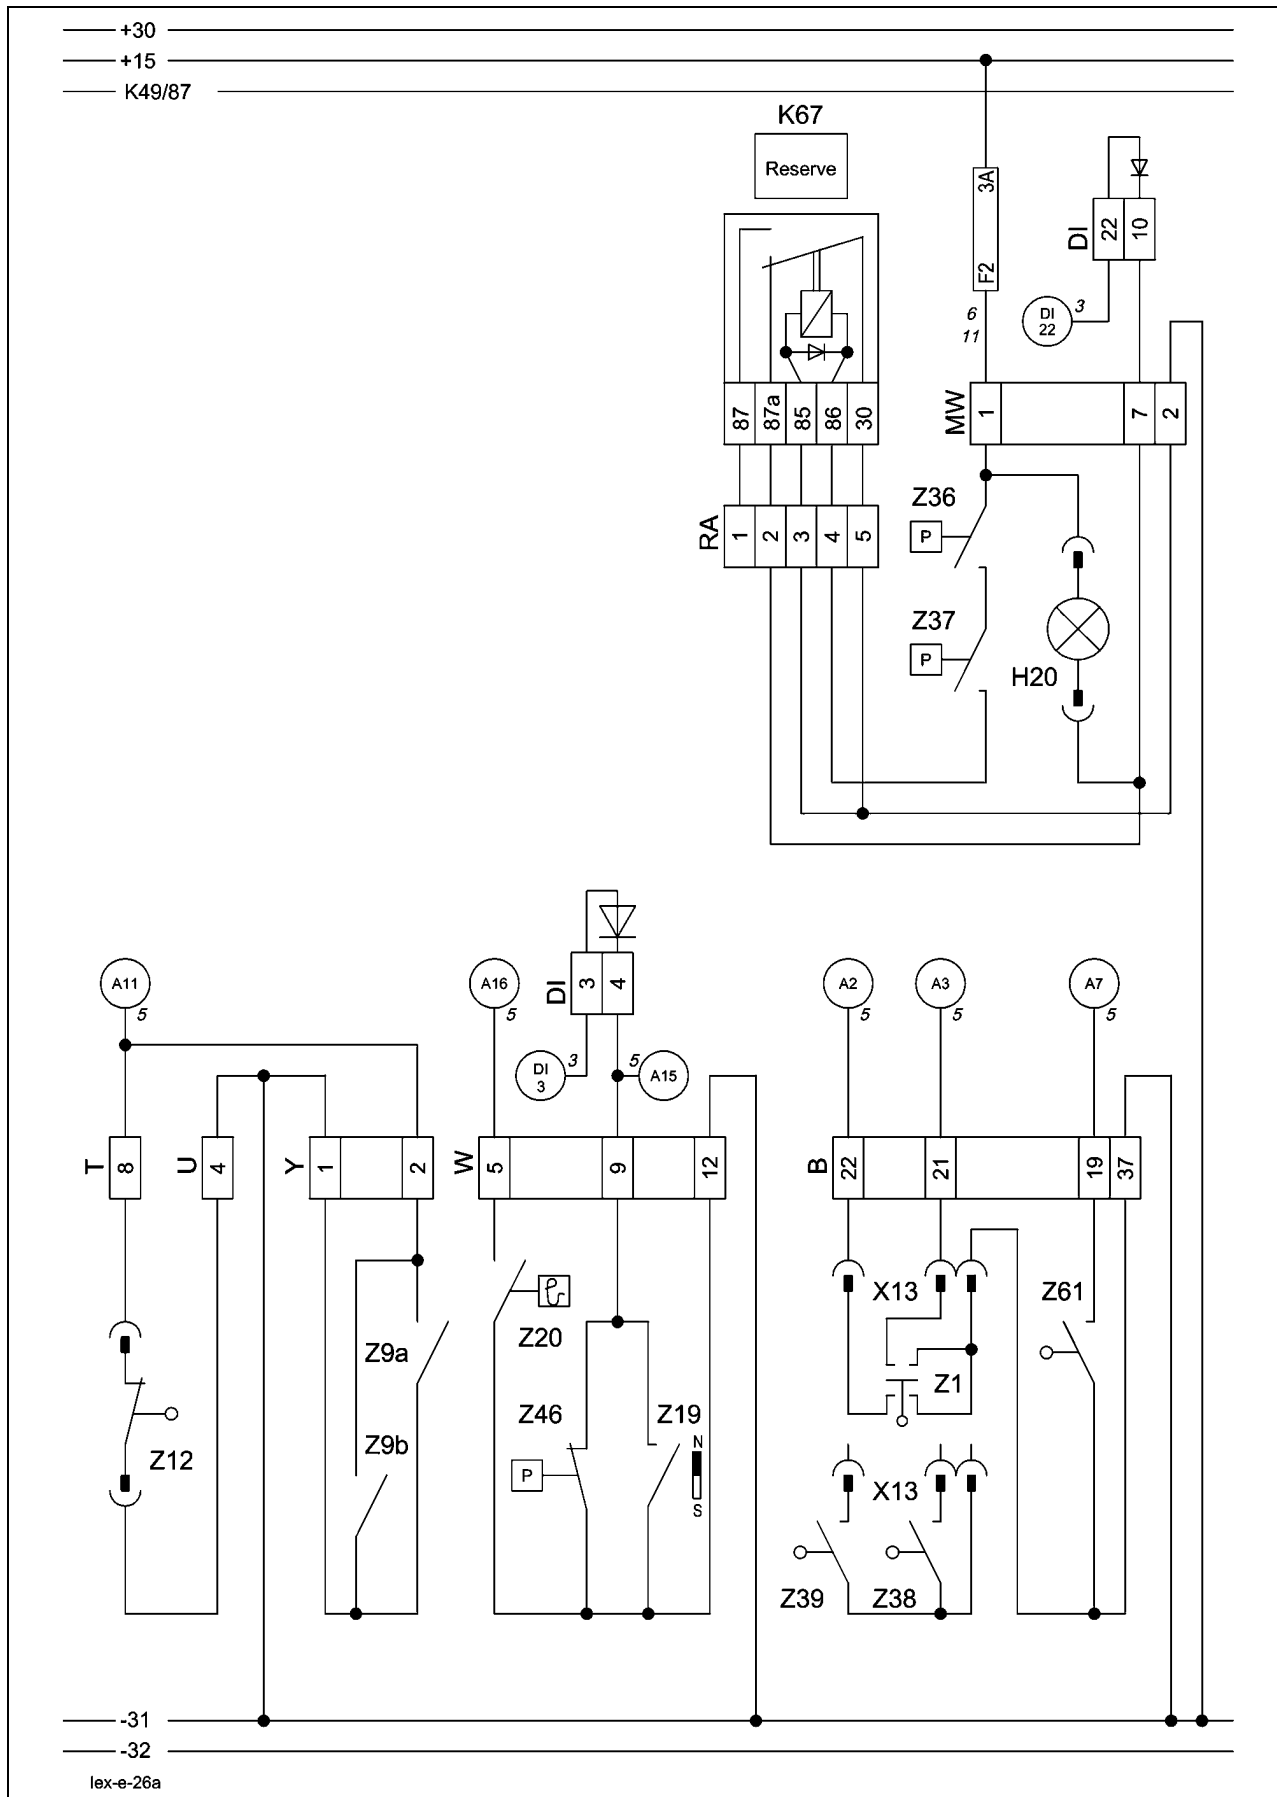 +30
+15
K49/87
K67
Reserve
3A
F2
6
11
DI
22
10
DI
22
3
87
87a
85
86
30
MW
1
7
2
RA
1
2
3
4
5
Z36
P
Z37
P
H20
DI
3
4
A11
5
A16
5
DI
3
3
5
A15
A2
5
A3
5
A7
5
T
8
U
4
Y
1
2
W
5
9
12
B
22
21
19
37
X13
Z61
Z20
Z9a
Z1
Z46
Z19
N
Z12
Z9b
P
S
X13
Z39
Z38
-31
-32
lex-e-26a